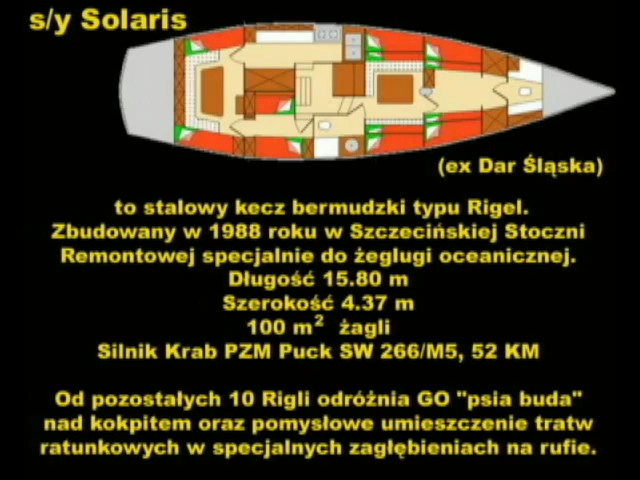 s/y Solaris
(ex Dar Śląska)
to stalowy kecz bermudzki typu Rigel.
Zbudowany w 1988 roku w Szczecińskiej Stoczni
Remontowej specjalnie do żeglugi oceanicznej.
Długość 15.80 m
Szerokość 4.37 m
100 m² żagli
Silnik Krab PZM Puck SW 266/M5, 52 KM
Od pozostałych 10 Rigli odróżnia GO "psia buda"
nad kokpitem oraz pomysłowe umieszczenie tratw
ratunkowych w specjalnych zagłębieniach na rufie.